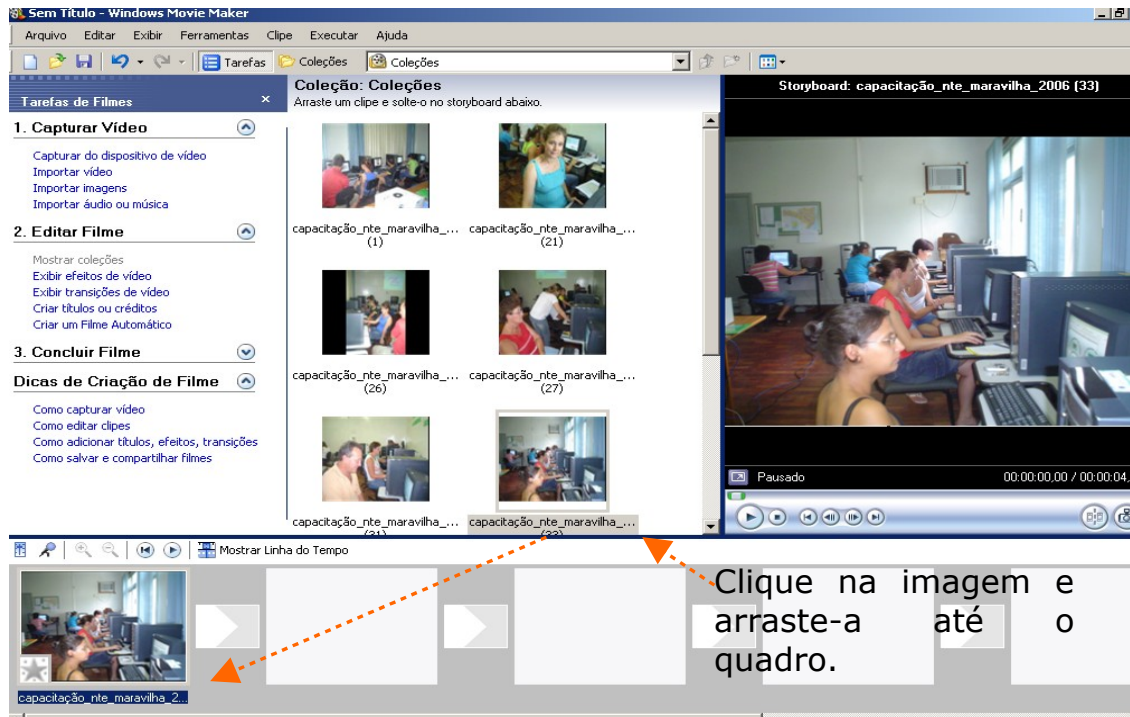 Sem Título - Windows Movie Maker
Arquivo Editar Exibir Ferramentas Clipe Executar Ajuda
Tarefas Coleções Coleções
Tarefas de Filmes
1. Capturar Vídeo
Capturar do dispositivo de vídeo
Importar vídeo
Importar imagens
Importar áudio ou música
2. Editar Filme
Mostrar coleções
Exibir efeitos de vídeo
Exibir transições de vídeo
Criar títulos ou créditos
Criar um Filme Automático
3. Concluir Filme
Dicas de Criação de Filme
Como capturar vídeo
Como editar clipes
Como adicionar títulos, efeitos, transições
Como salvar e compartilhar filmes
Coleção: Coleções
Arraste um clipe e solte-o no storyboard abaixo.
capacitação_nte_maravilha_...
(1)
capacitação_nte_maravilha_...
(21)
capacitação_nte_maravilha_...
(26)
capacitação_nte_maravilha_...
(27)
capacitação_nte_maravilha_...
(31)
capacitação_nte_maravilha_...
(33)
Storyboard: capacitação_nte_maravilha_2006 (33)
Pausado 00:00:00,00 / 00:00:04,
Mostrar Linha do Tempo
capacitação_nte_maravilha_2...
Clique na imagem e
arraste-a até o
quadro.